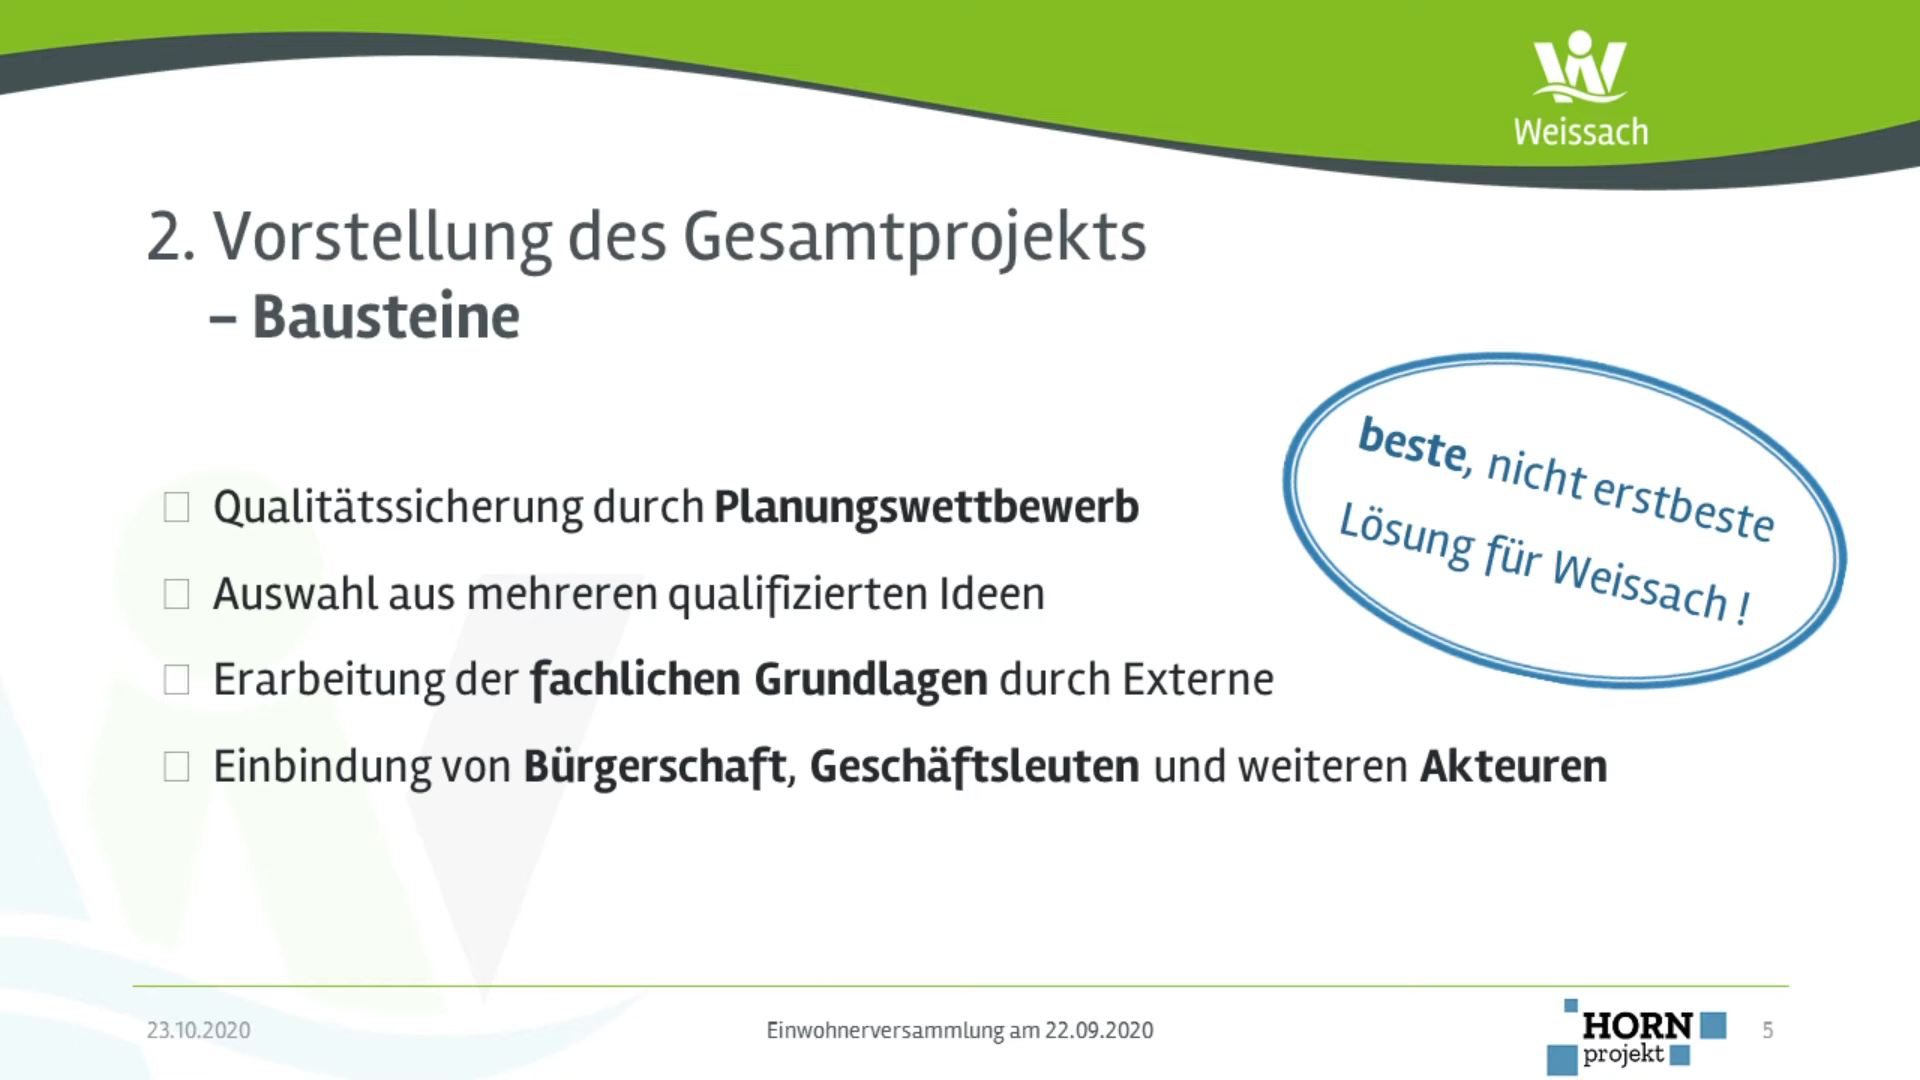 Weissach
2. Vorstellung des Gesamtprojekts
– Bausteine
beste, nicht erstbeste
Lösung für Weissach !
Qualitätssicherung durch Planungswettbewerb
Auswahl aus mehreren qualifizierten Ideen
Erarbeitung der fachlichen Grundlagen durch Externe
Einbindung von Bürgerschaft, Geschäftsleuten und weiteren Akteuren
23.10.2020
Einwohnerversammlung am 22.09.2020
HORN
projekt
5